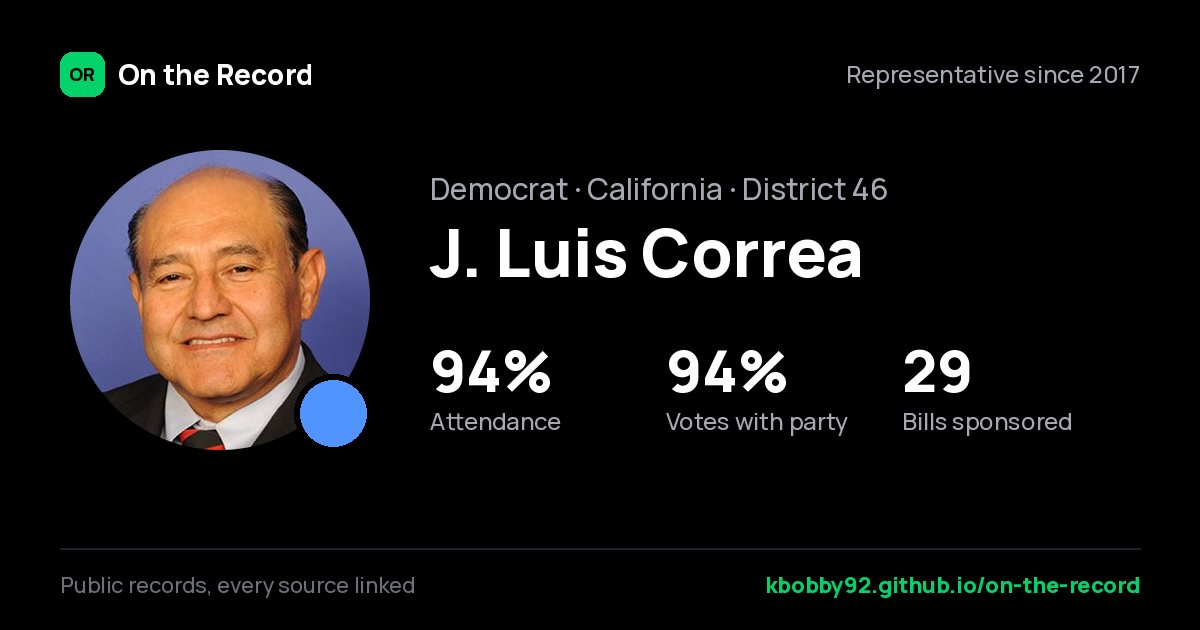 OR On the Record
Representative since 2017
Democrat · California · District 46
J. Luis Correa
94% 94% 29
Attendance Votes with party Bills sponsored
Public records, every source linked
kbobby92.github.io/on-the-record